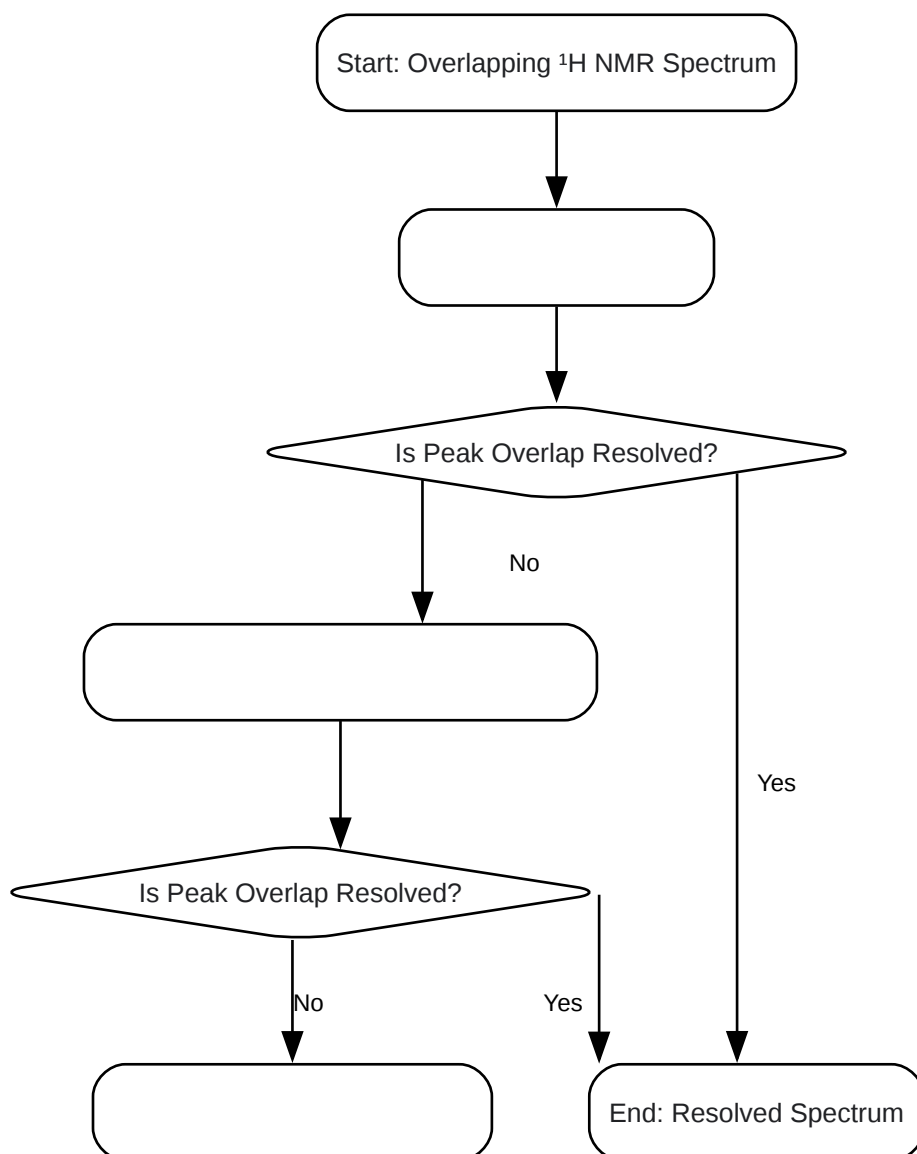 Start: Overlapping ¹H NMR Spectrum
Is Peak Overlap Resolved?
No
Yes
Is Peak Overlap Resolved?
No
Yes
End: Resolved Spectrum